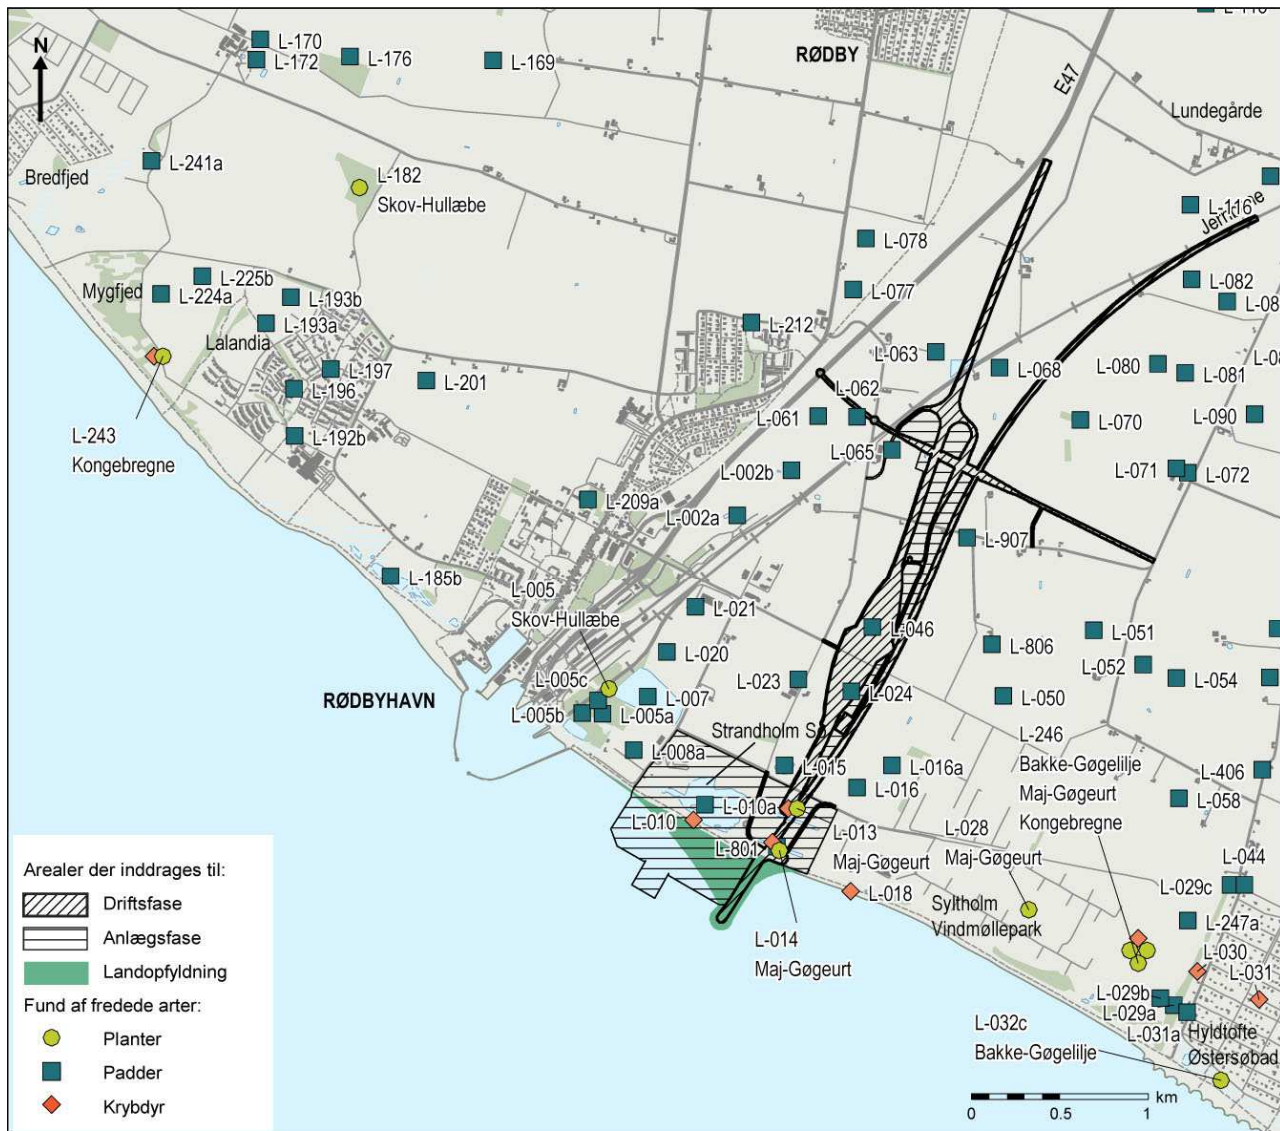 L-170
L-172
L-176
L-169
RØDBY
E47
Lundegårde
N
Bredfjed
L-241a
L-182
Skov-Hullæbe
L-116
L-078
L-077
L-082
Mygfjed
L-225b
L-224a
L-193b
L-193a
Lalandia
L-212
L-063
L-068
L-080
L-081
L-197
L-196
L-201
L-062
L-061
L-070
L-090
L-243
Kongebregne
L-192b
L-065
L-002b
L-071
L-072
L-209a
L-002a
L-907
L-185b
L-005
Skov-Hullæbe
L-021
L-046
L-020
L-806
L-051
L-052
L-054
L-005c
L-023
L-024
L-050
RØDBYHAVN
L-007
L-005b
L-005a
Strandholm Sø
L-246
Bakke-Gøgelilje
Maj-Gøgeurt
Kongebregne
L-008a
L-015
L-016a
L-016
L-406
L-058
L-010a
L-010
L-013
Maj-Gøgeurt
L-028
Maj-Gøgeurt
L-801
L-044
L-029c
L-018
Syltholm
Vindmøllepark
L-247a
L-014
Maj-Gøgeurt
L-030
L-031
L-029b
L-029a
L-031a
Hyldtofte
Østersøbad
L-032c
Bakke-Gøgelilje
Arealer der inddrages til:
Driftsfase
Anlægsfase
Landopfyldning
Fund af fredede arter:
Planter
Padder
Krybdyr
km
0 0.5 1